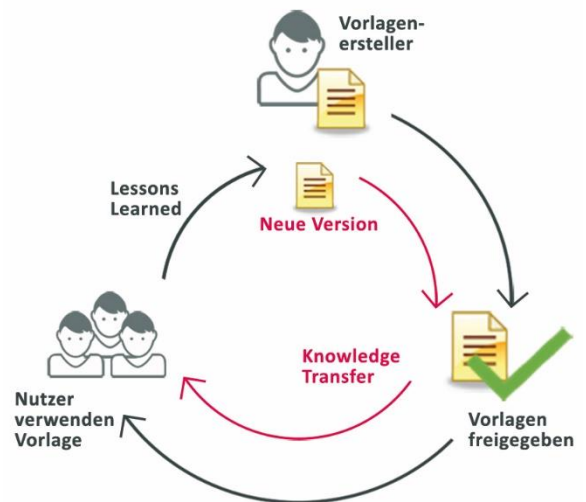 Vorlagen-
ersteller
Lessons
Learned
Neue Version
Knowledge
Transfer
Nutzer
verwenden
Vorlage
Vorlagen
freigegeben